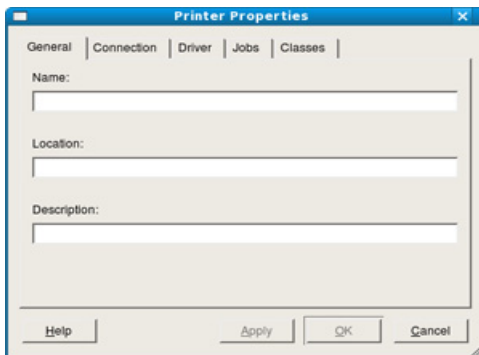 Printer Properties
General Connection Driver Jobs Classes
Name:
Location:
Description:
Help Apply OK Cancel